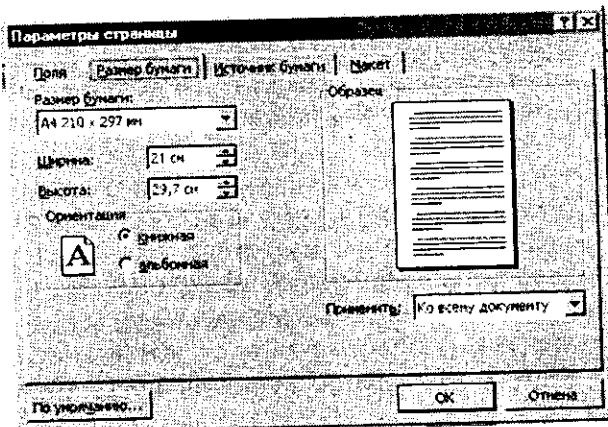 Параметры страницы
Поля Размер бумаги Источник бумаги Макет
Размер бумаги:
A4 210 x 297 мм
Ширина: 21 см
Высота: 29,7 см
Ориентация
A
книжная
альбомная
Образец
Применить: Ко всему документу
По умолчанию...
OK Отмена